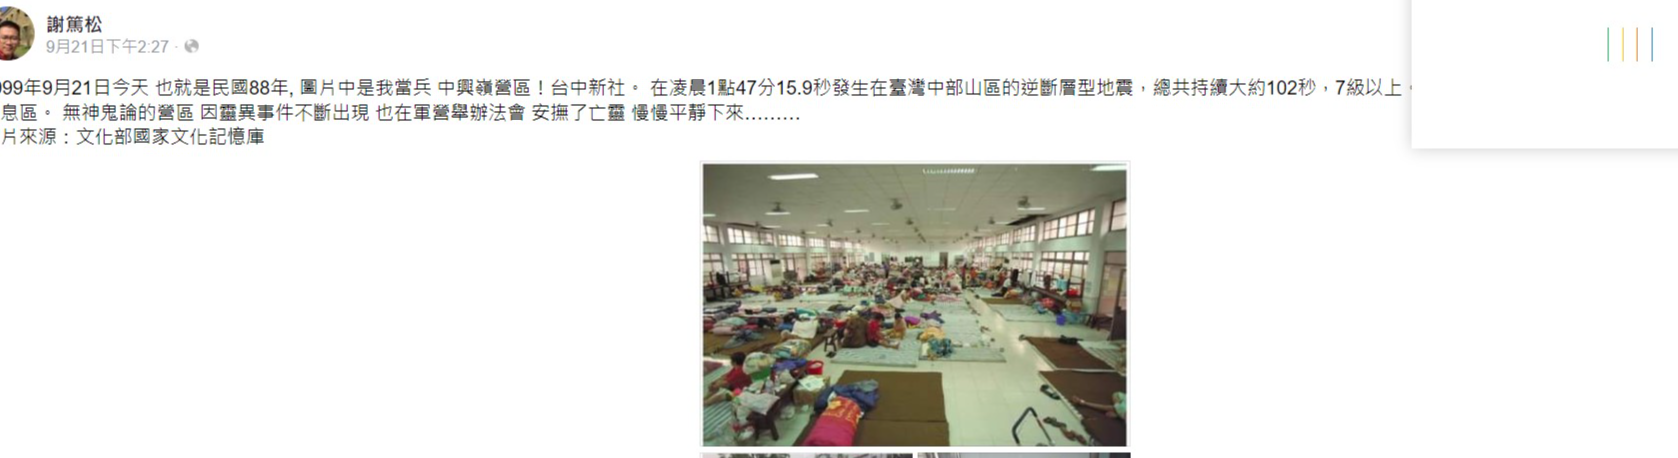 謝篤松
9月21日下午2:27
999年9月21日今天 也就是民國88年, 圖片中是我當兵 中興嶺營區！台中新社。 在凌晨1點47分15.9秒發生在臺灣中部山區的逆斷層型地震，總共持續大約102秒，7級以上。
息區。 無神鬼論的營區 因靈異事件不斷出現 也在軍營舉辦法會 安撫了亡靈 慢慢平靜下來………
片來源：文化部國家文化記憶庫